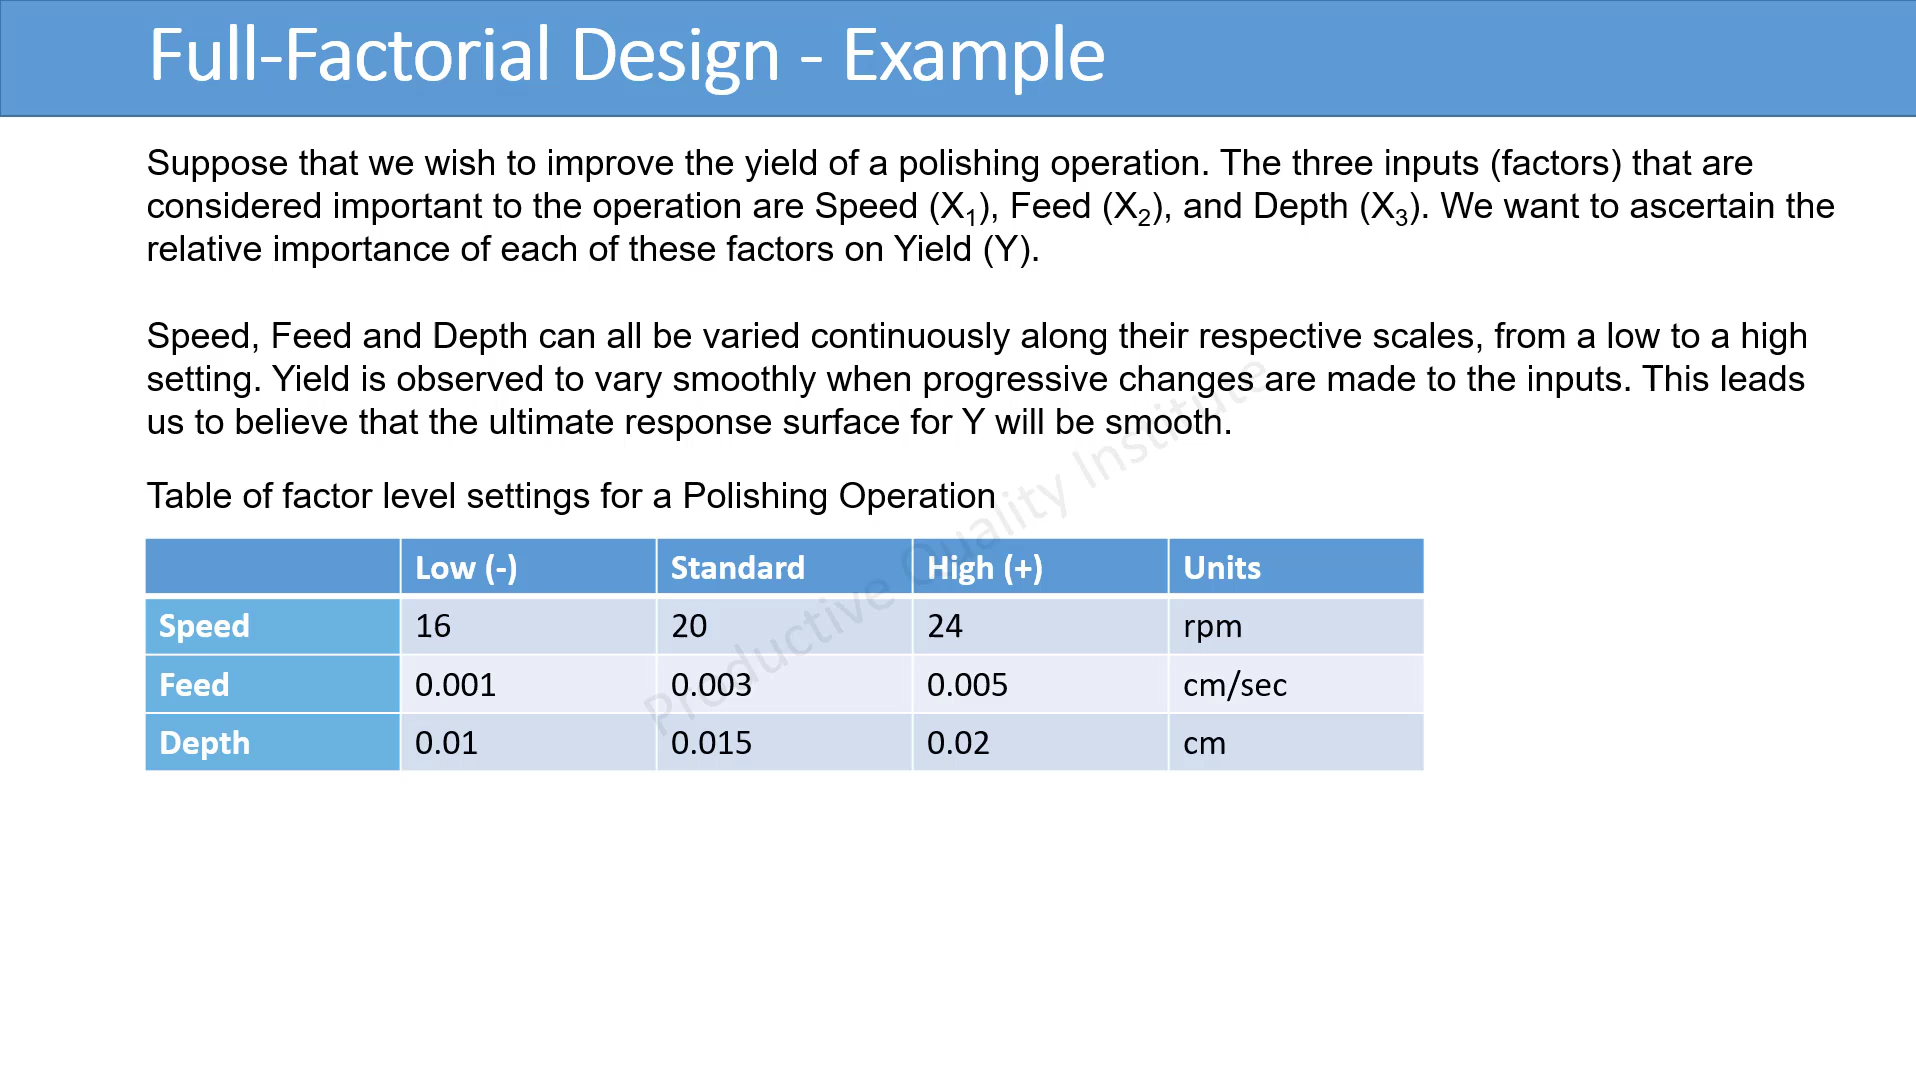 Full-Factorial Design - Example
Suppose that we wish to improve the yield of a polishing operation. The three inputs (factors) that are
considered important to the operation are Speed (X₁), Feed (X₂), and Depth (X₃). We want to ascertain the
relative importance of each of these factors on Yield (Y).
Speed, Feed and Depth can all be varied continuously along their respective scales, from a low to a high
setting. Yield is observed to vary smoothly when progressive changes are made to the inputs. This leads
us to believe that the ultimate response surface for Y will be smooth.
Table of factor level settings for a Polishing Operation
Low (-) Standard High (+) Units
Speed 16 20 24 rpm
Feed 0.001 0.003 0.005 cm/sec
Depth 0.01 0.015 0.02 cm
Productive Quality Institute